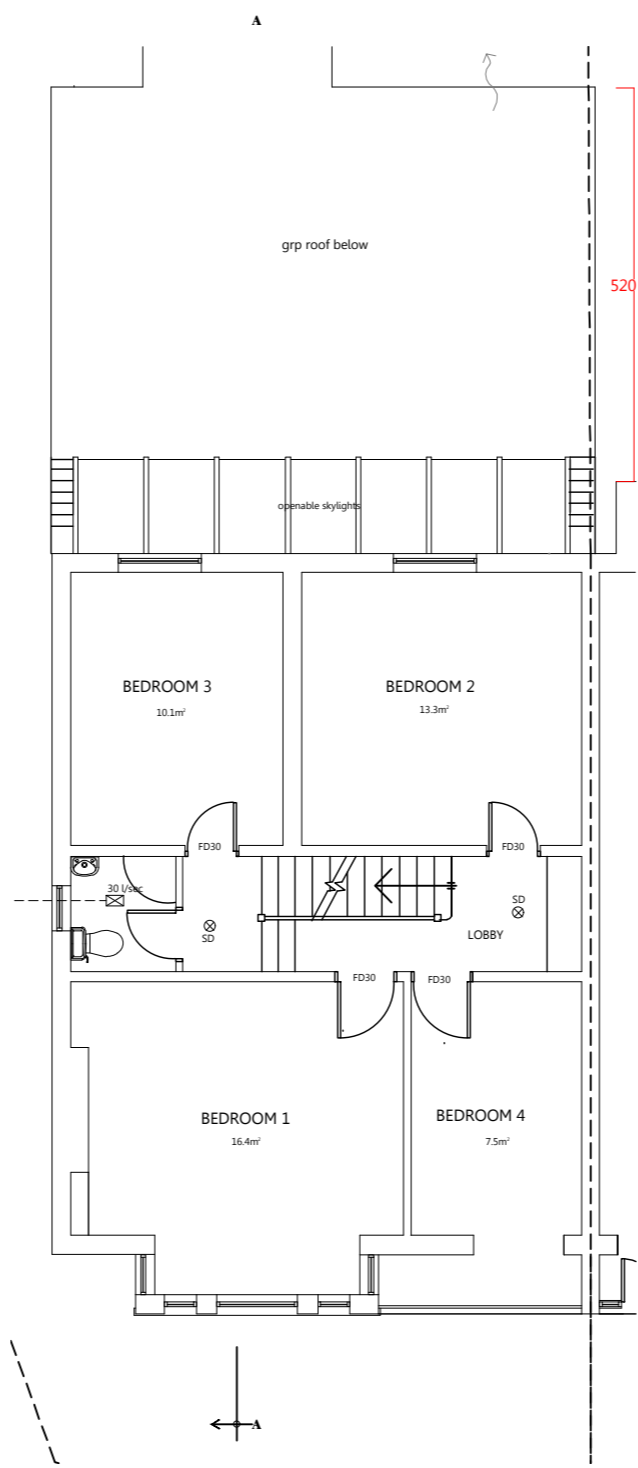 A
grp roof below
520
openable skylights
BEDROOM 3
10.1m²
BEDROOM 2
13.3m²
FD30
FD30
30 l/sec
SD
SD
LOBBY
FD30
FD30
BEDROOM 1
16.4m²
BEDROOM 4
7.5m²
A